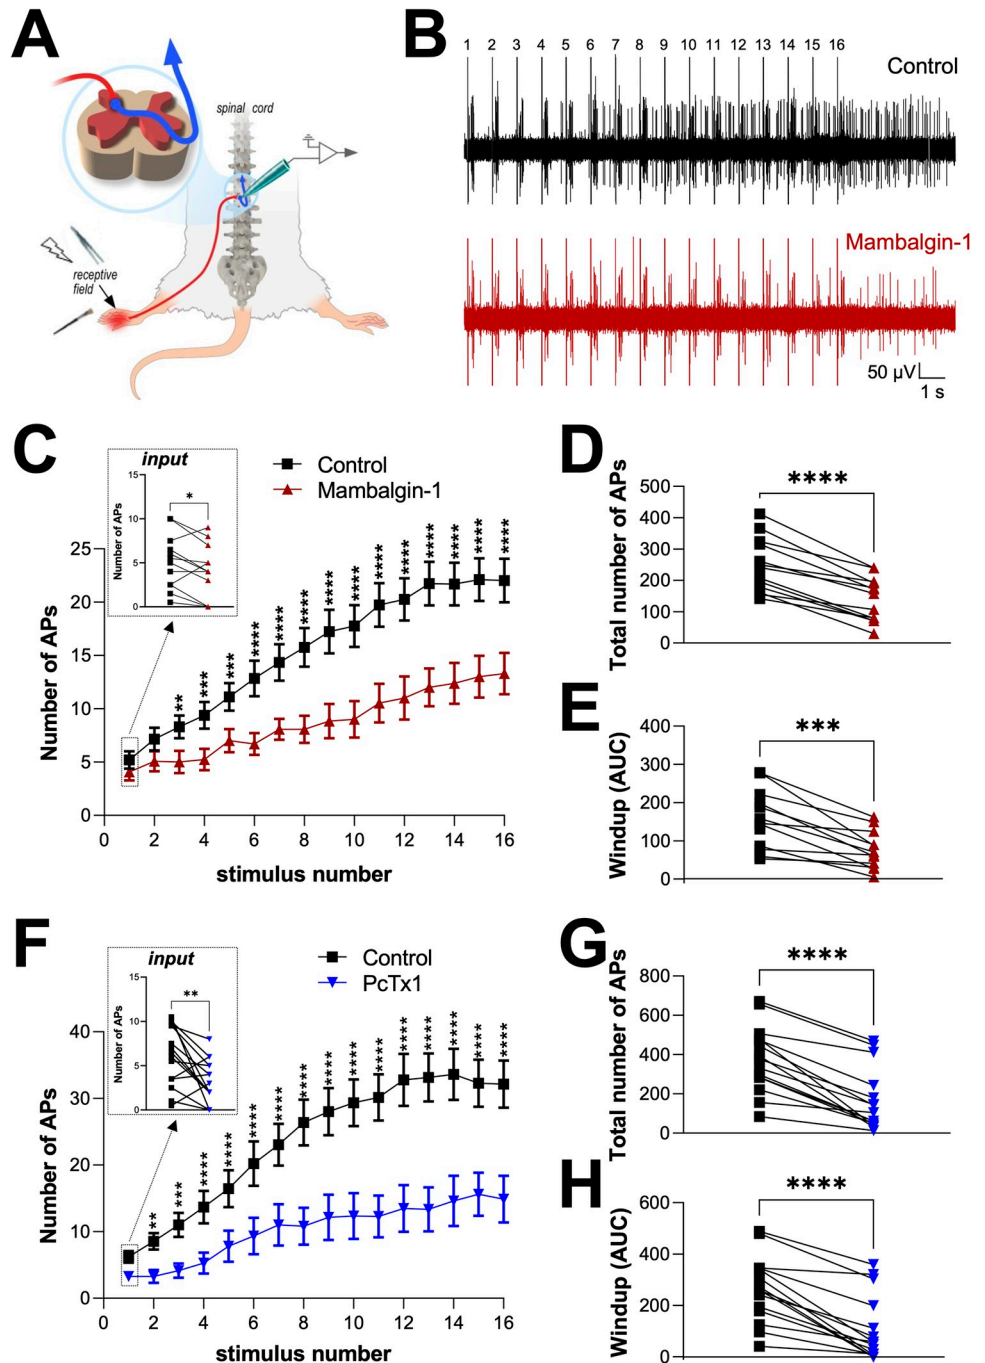 A
spinal cord
receptive
field
B
1 2 3 4 5 6 7 8 9 10 11 12 13 14 15 16
Control
Mambalgin-1
50 µV
1 s
C
input
15
10
5
0
Number of APs
*
Control
Mambalgin-1
25
20
15
10
5
0
Number of APs
** *** *** **** **** **** **** **** **** **** **** **** **** ****
0 2 4 6 8 10 12 14 16
stimulus number
D
Total number of APs
500
400
300
200
100
0
****
E
Windup (AUC)
400
300
200
100
0
***
F
input
15
10
5
0
Number of APs
**
Control
PcTx1
40
30
20
10
0
Number of APs
** *** **** **** **** **** **** **** **** **** **** **** **** **** ****
0 2 4 6 8 10 12 14 16
stimulus number
G
Total number of APs
800
600
400
200
0
****
H
Windup (AUC)
600
400
200
0
****